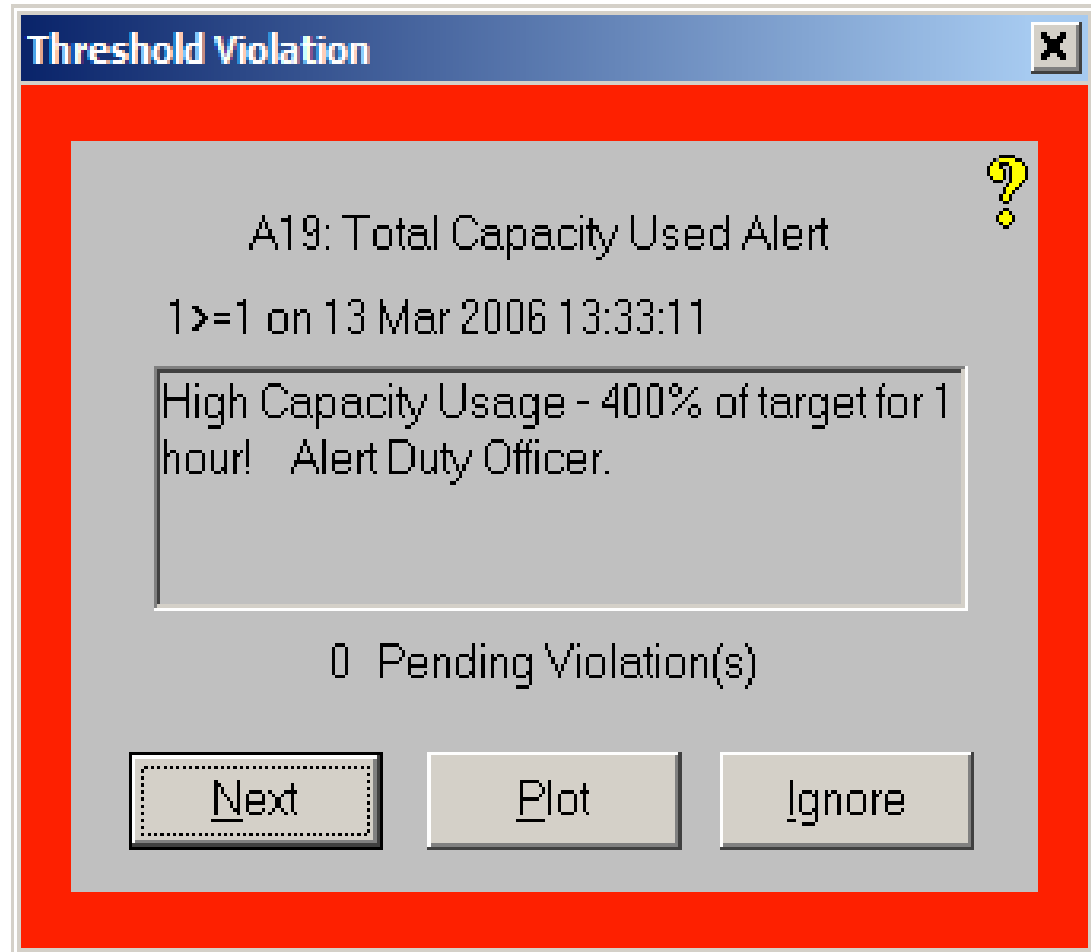 Threshold Violation
A19: Total Capacity Used Alert
1>=1 on 13 Mar 2006 13:33:11
High Capacity Usage - 400% of target for 1
hour!   Alert Duty Officer.
0  Pending Violation(s)
Next Plot Ignore